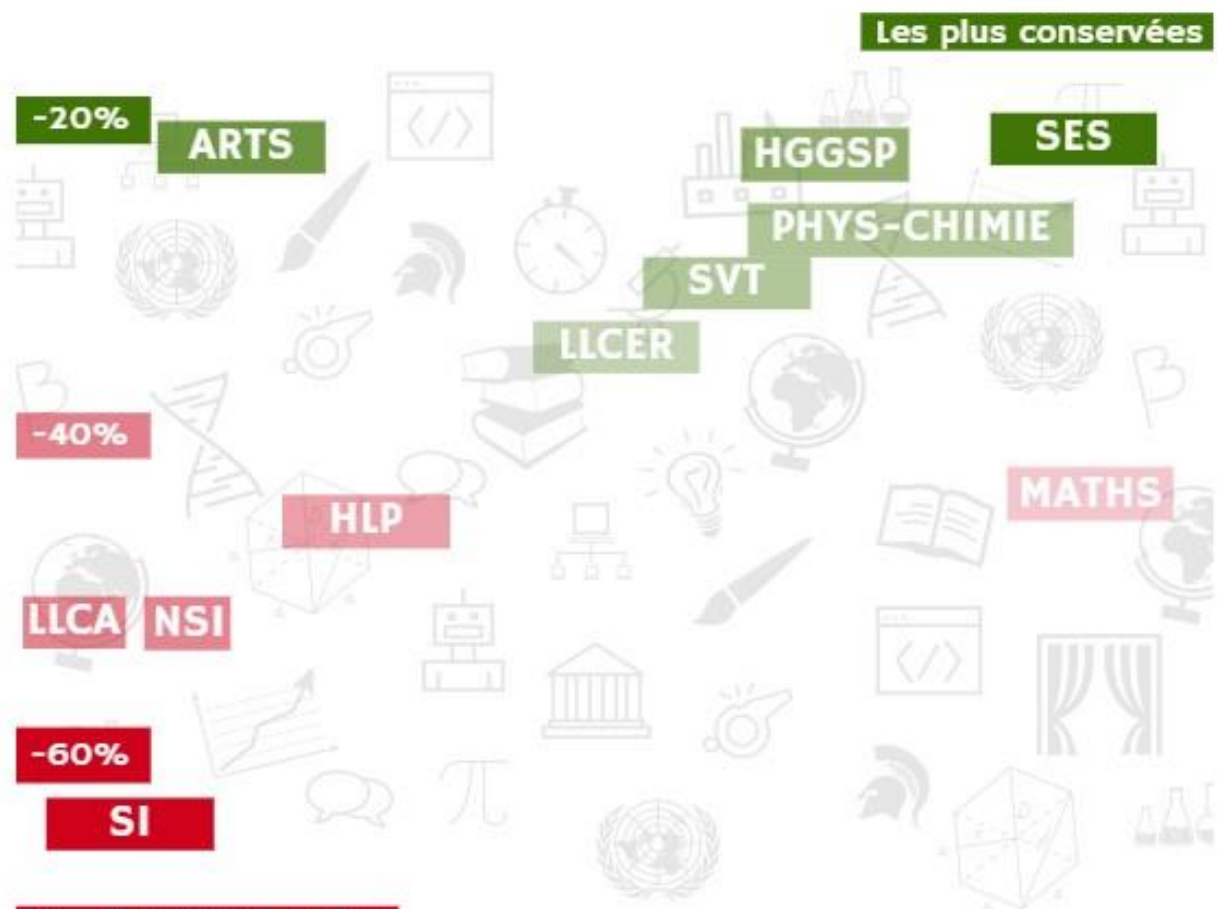 Les plus conservées
-20%
ARTS
HGGSP
SES
PHYS-CHIMIE
SVT
LLCER
-40%
HLP
MATHS
LLCA
NSI
-60%
SI